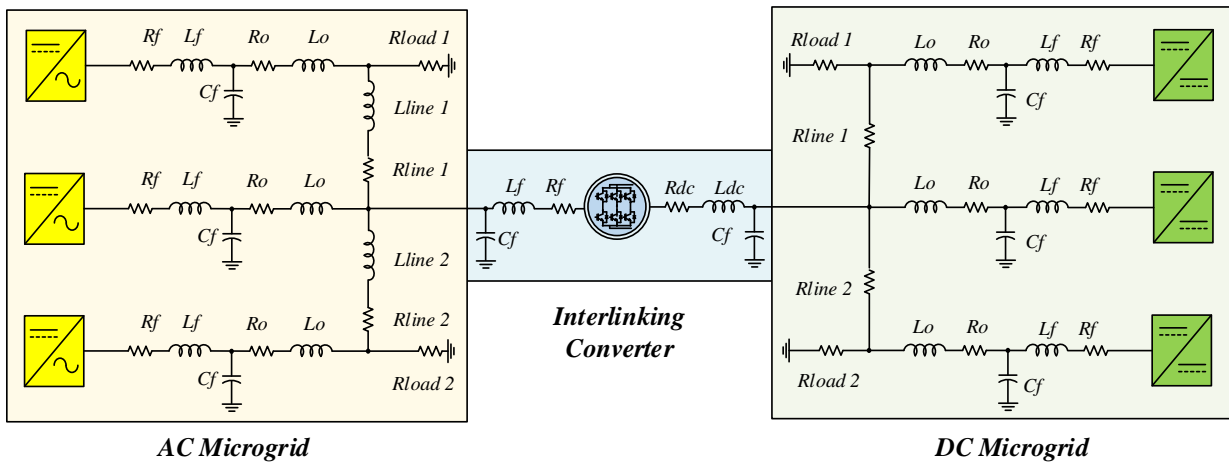 Rf Lf Ro Lo Rload 1
Cf
Lline 1
Rline 1
Rf Lf Ro Lo
Cf
Lline 2
Rline 2
Rf Lf Ro Lo
Cf
Rload 2
AC Microgrid
Lf Rf Rdc Ldc
Cf Cf
Interlinking
Converter
Rload 1 Lo Ro Lf Rf
Cf
Rline 1
Lo Ro Lf Rf
Cf
Rline 2
Lo Ro Lf Rf
Rload 2 Cf
DC Microgrid